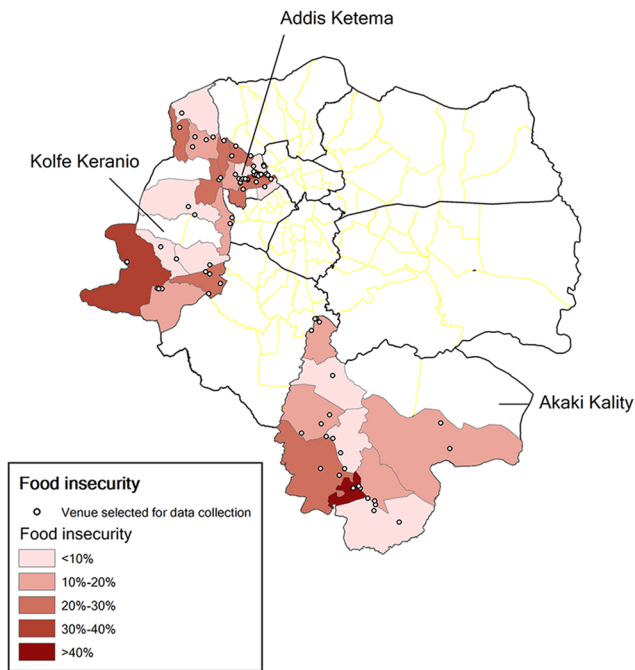 Addis Ketema
Kolfe Keranio
Akaki Kality
Food insecurity
Venue selected for data collection
Food insecurity
<10%
10%-20%
20%-30%
30%-40%
>40%